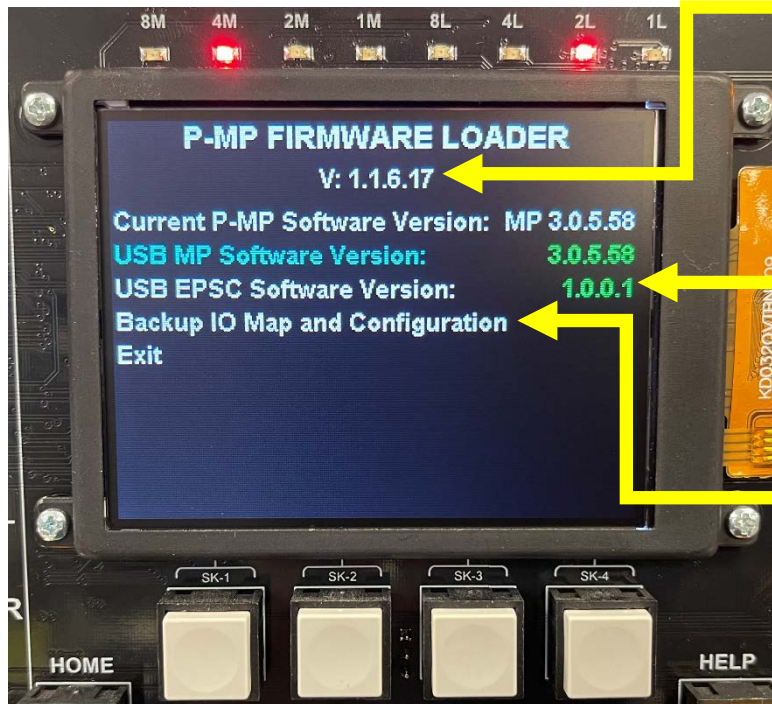 8M 4M 2M 1M 8L 4L 2L 1L
P-MP FIRMWARE LOADER
V: 1.1.6.17
Current P-MP Software Version: MP 3.0.5.58
USB MP Software Version: 3.0.5.58
USB EPSC Software Version: 1.0.0.1
Backup IO Map and Configuration
Exit
SK-1 SK-2 SK-3 SK-4
R
HOME HELP